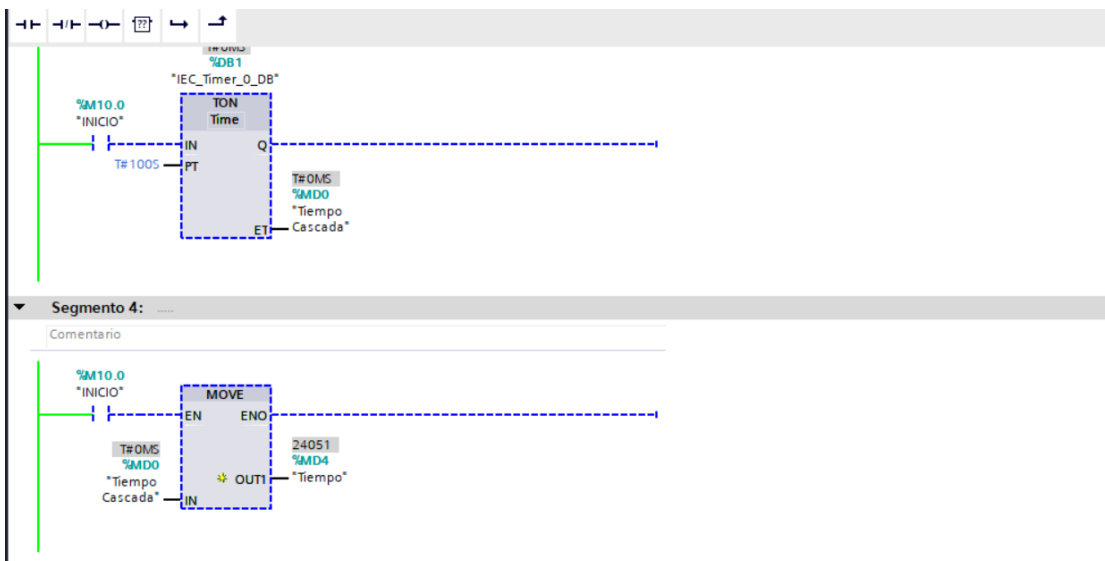 ??
T#0MS
%DB1
"IEC_Timer_0_DB"
%M10.0
"INICIO"
TON
Time
IN Q
T#100S PT
T#0MS
%MD0
"Tiempo
Cascada"
ET
Segmento 4: .....
Comentario
%M10.0
"INICIO"
MOVE
EN ENO
T#0MS
%MD0
"Tiempo
Cascada"
IN
24051
%MD4
OUT1 "Tiempo"